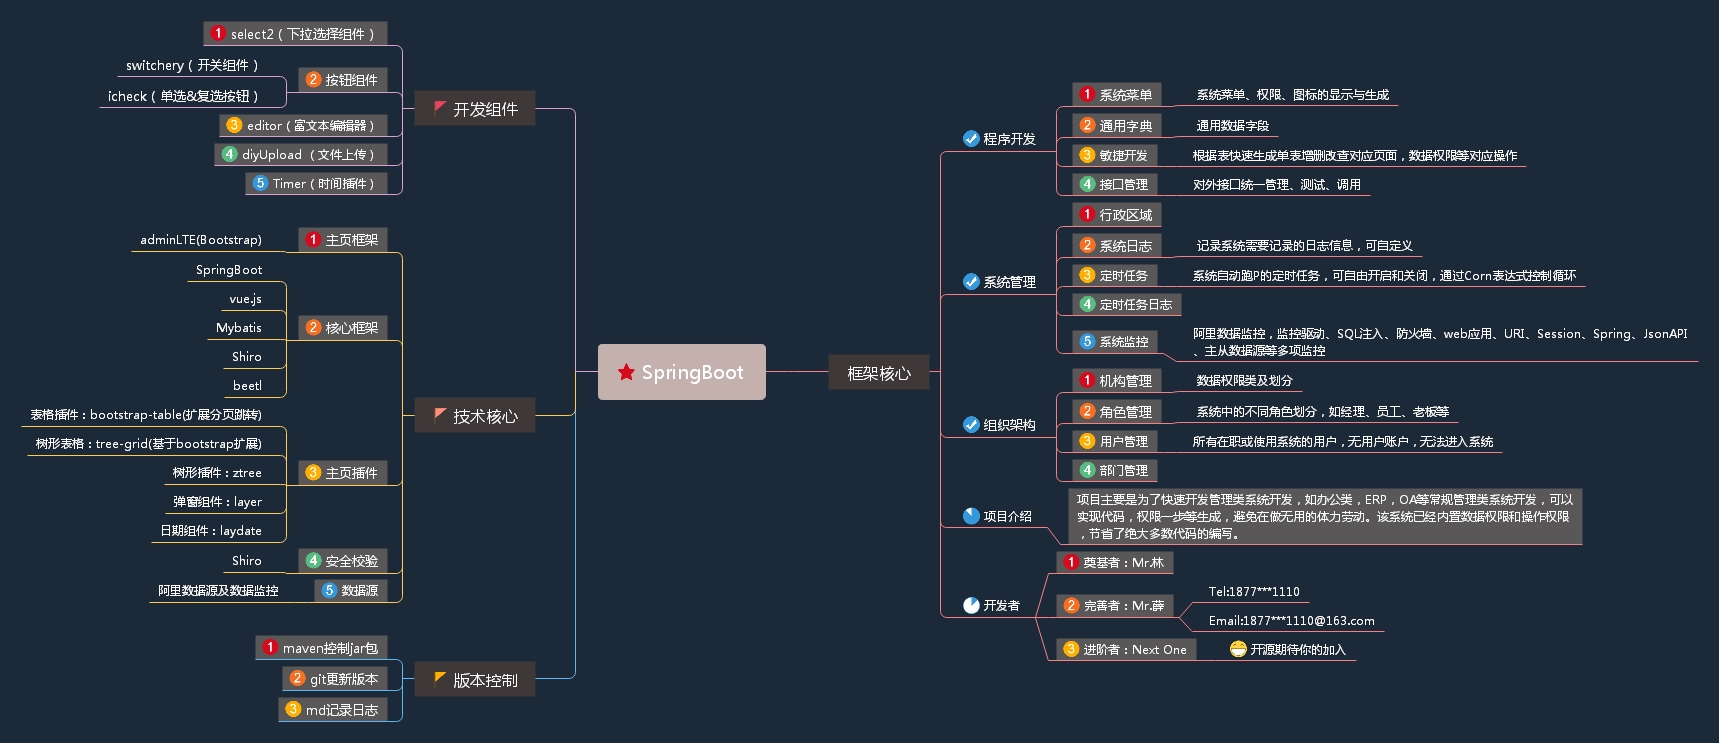 SpringBoot
开发组件
1 select2（下拉选择组件）
2 按钮组件
switchery（开关组件）
icheck（单选&复选按钮）
3 editor（富文本编辑器）
4 diyUpload （文件上传）
5 Timer（时间插件）
技术核心
1 主页框架
adminLTE(Bootstrap)
2 核心框架
SpringBoot
vue.js
Mybatis
Shiro
beetl
3 主页插件
表格插件：bootstrap-table(扩展分页跳转)
树形表格：tree-grid(基于bootstrap扩展)
树形插件：ztree
弹窗组件：layer
日期组件：laydate
4 安全校验
Shiro
5 数据源
阿里数据源及数据监控
版本控制
1 maven控制jar包
2 git更新版本
3 md记录日志
框架核心
程序开发
1 系统菜单
系统菜单、权限、图标的显示与生成
2 通用字典
通用数据字段
3 敏捷开发
根据表快速生成单表增删改查对应页面，数据权限等对应操作
4 接口管理
对外接口统一管理、测试、调用
系统管理
1 行政区域
2 系统日志
记录系统需要记录的日志信息，可自定义
3 定时任务
系统自动跑P的定时任务，可自由开启和关闭，通过Corn表达式控制循环
4 定时任务日志
5 系统监控
阿里数据监控，监控驱动、SQL注入、防火墙、web应用、URI、Session、Spring、JsonAPI
、主从数据源等多项监控
组织架构
1 机构管理
数据权限类及划分
2 角色管理
系统中的不同角色划分，如经理、员工、老板等
3 用户管理
所有在职或使用系统的用户，无用户账户，无法进入系统
4 部门管理
项目介绍
项目主要是为了快速开发管理类系统开发，如办公类，ERP，OA等常规管理类系统开发，可以
实现代码，权限一步等生成，避免在做无用的体力劳动。该系统已经内置数据权限和操作权限
，节省了绝大多数代码的编写。
开发者
1 奠基者：Mr.林
2 完善者：Mr.薛
Tel:1877***1110
Email:1877***1110@163.com
3 进阶者：Next One
开源期待你的加入